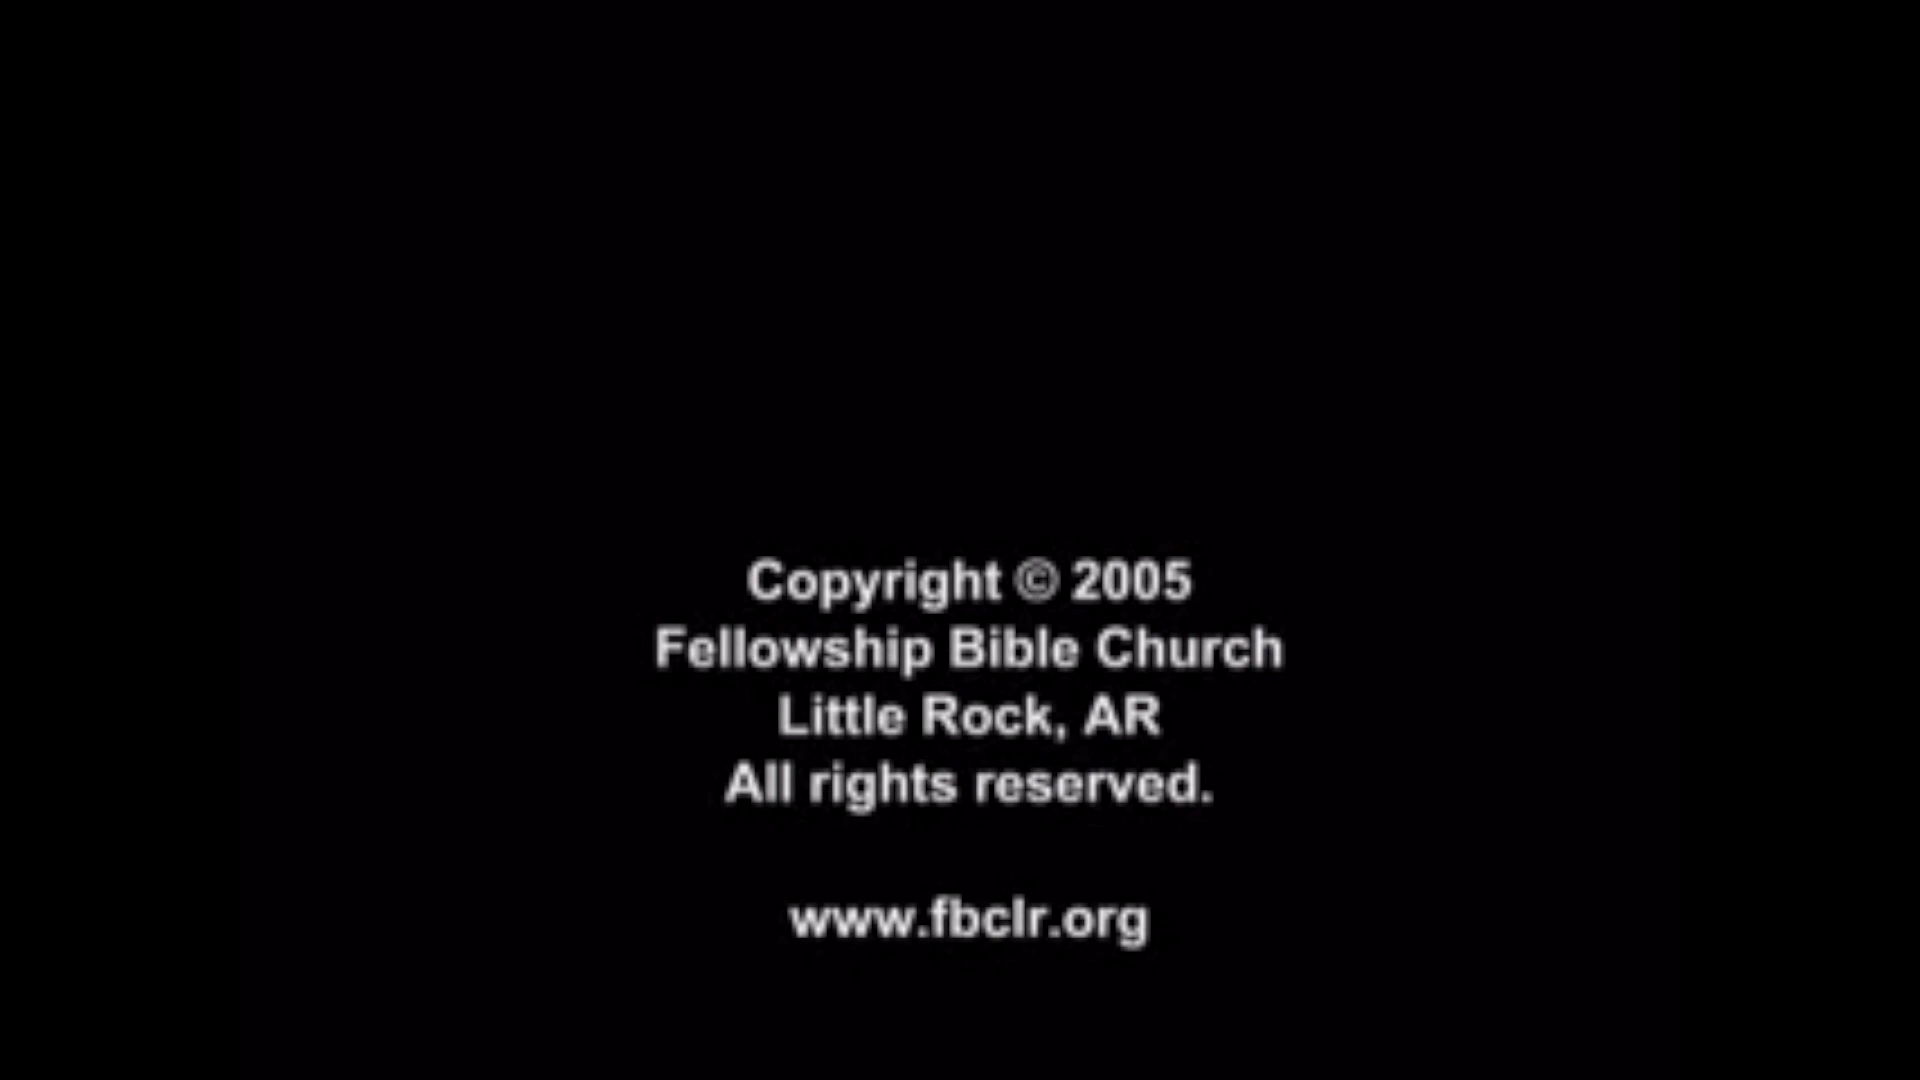 Copyright © 2005
Fellowship Bible Church
Little Rock, AR
All rights reserved.
www.fbclr.org